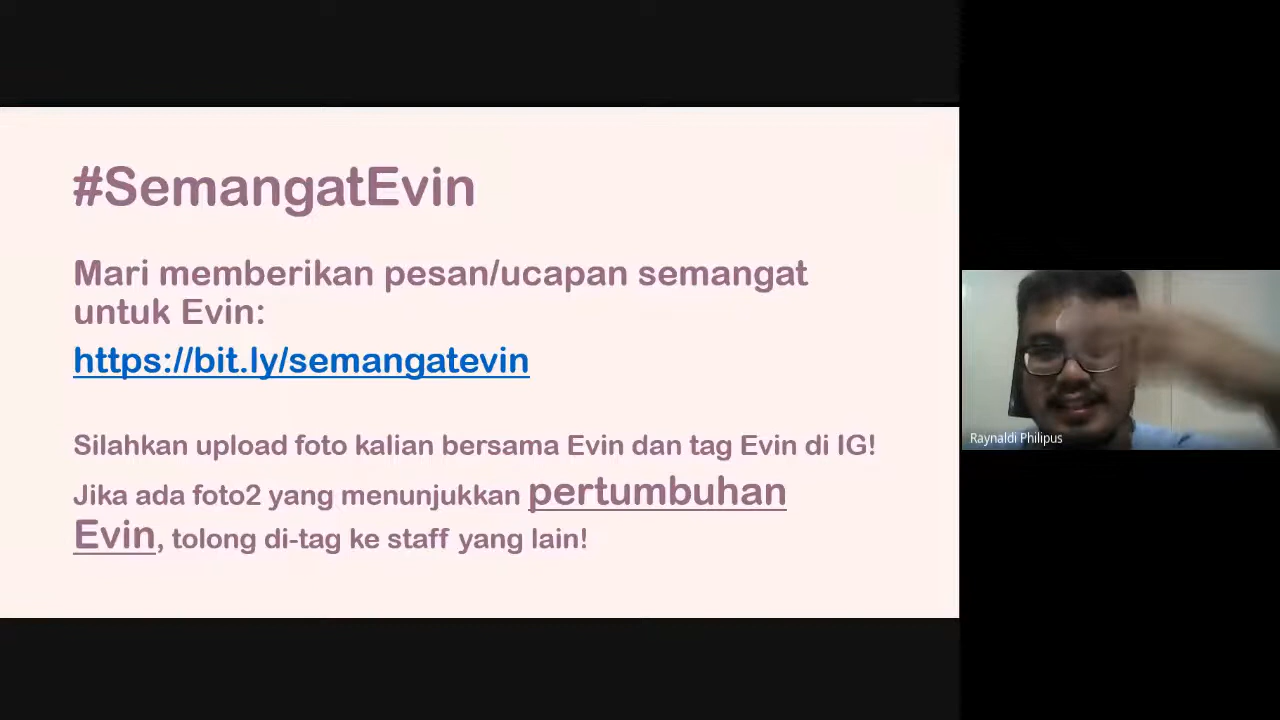 #SemangatEvin
Mari memberikan pesan/ucapan semangat
untuk Evin:
https://bit.ly/semangatevin
Silahkan upload foto kalian bersama Evin dan tag Evin di IG!
Jika ada foto2 yang menunjukkan pertumbuhan
Evin, tolong di-tag ke staff yang lain!
Raynaldi Philipus